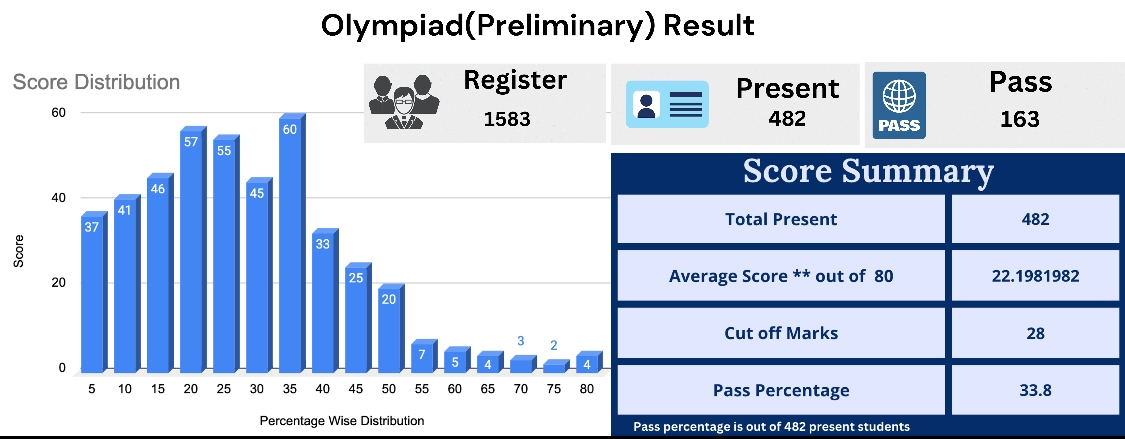 Olympiad(Preliminary) Result
Score Distribution
Register
1583
Present
482
PASS
Pass
163
60
40
20
0
Score
37
41
46
57
55
45
60
33
25
20
7
5
4
3
2
4
5 10 15 20 25 30 35 40 45 50 55 60 65 70 75 80
Percentage Wise Distribution
Score Summary
Total Present 482
Average Score ** out of 80 22.1981982
Cut off Marks 28
Pass Percentage 33.8
Pass percentage is out of 482 present students